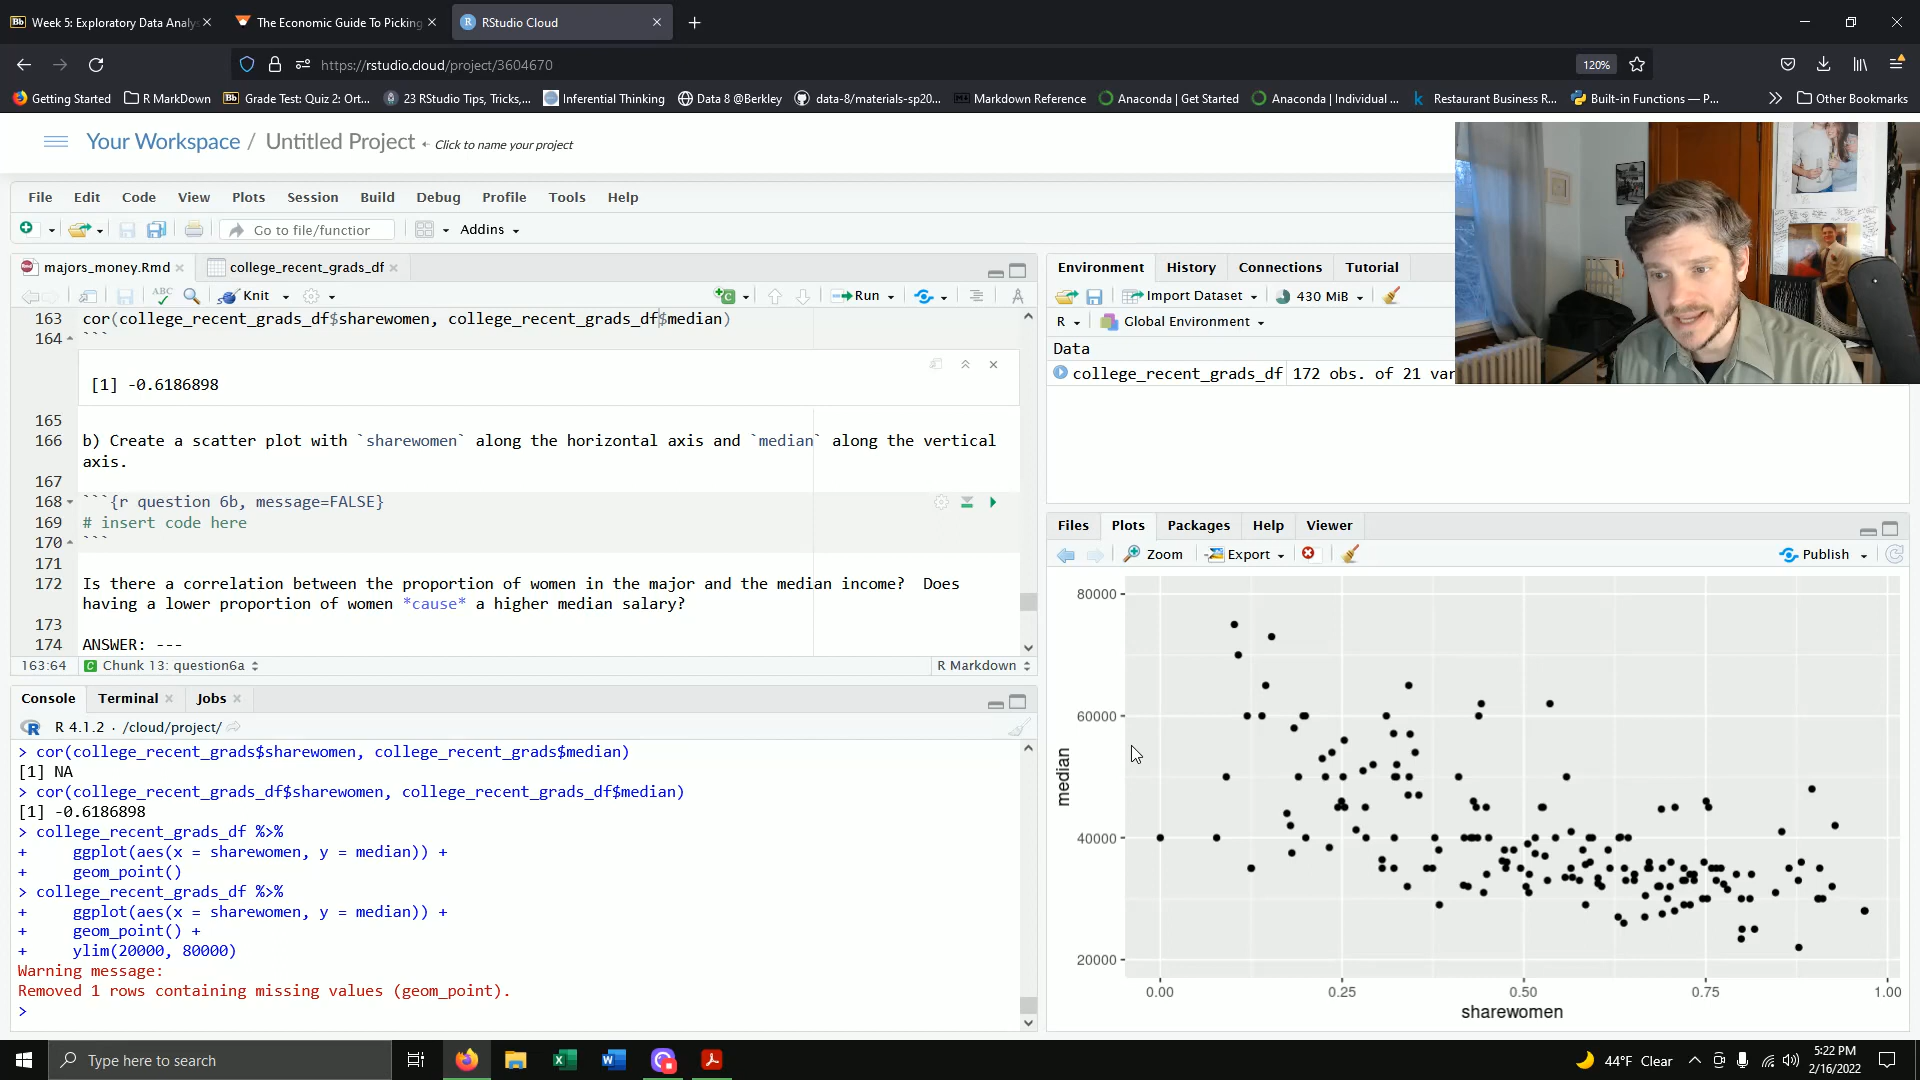 Week 5: Exploratory Data Analys
The Economic Guide To Picking
RStudio Cloud
https://rstudio.cloud/project/3604670
120%
Getting Started
R MarkDown
Grade Test: Quiz 2: Ort...
23 RStudio Tips, Tricks,...
Inferential Thinking
Data 8 @Berkley
data-8/materials-sp20...
Markdown Reference
Anaconda | Get Started
Anaconda | Individual ...
Restaurant Business R...
Built-in Functions — P...
Other Bookmarks
Your Workspace / Untitled Project Click to name your project
File Edit Code View Plots Session Build Debug Profile Tools Help
Go to file/function
Addins
majors_money.Rmd
college_recent_grads_df
Knit
Run
163 cor(college_recent_grads_df$sharewomen, college_recent_grads_df$median)
164 ```
[1] -0.6186898
165
166 b) Create a scatter plot with `sharewomen` along the horizontal axis and `median` along the vertical
axis.
167
168 ```{r question 6b, message=FALSE}
169 # insert code here
170 ```
171
172 Is there a correlation between the proportion of women in the major and the median income?  Does
having a lower proportion of women *cause* a higher median salary?
173
174 ANSWER: ---
163:64 Chunk 13: question6a R Markdown
Console Terminal Jobs
R 4.1.2 · /cloud/project/
> cor(college_recent_grads$sharewomen, college_recent_grads$median)
[1] NA
> cor(college_recent_grads_df$sharewomen, college_recent_grads_df$median)
[1] -0.6186898
> college_recent_grads_df %>%
+     ggplot(aes(x = sharewomen, y = median)) +
+     geom_point()
> college_recent_grads_df %>%
+     ggplot(aes(x = sharewomen, y = median)) +
+     geom_point() +
+     ylim(20000, 80000)
Warning message:
Removed 1 rows containing missing values (geom_point).
>
Environment History Connections Tutorial
Import Dataset
430 MiB
R Global Environment
Data
college_recent_grads_df 172 obs. of 21 var
Files Plots Packages Help Viewer
Zoom Export Publish
80000
60000
40000
20000
median
0.00 0.25 0.50 0.75 1.00
sharewomen
Type here to search
44°F Clear
5:22 PM
2/16/2022